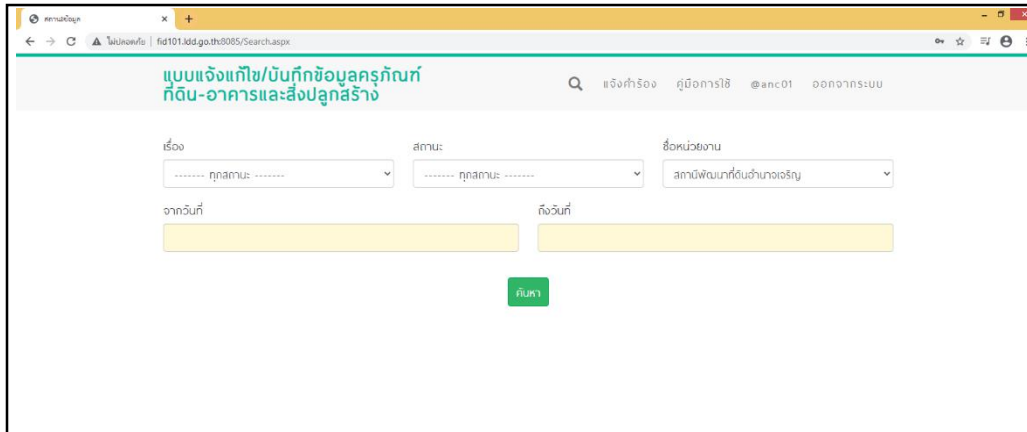 สถานะข้อมูล
ไม่ปลอดภัย | fid101.ldd.go.th:8085/Search.aspx
แบบแจ้งแก้ไข/บันทึกข้อมูลครุภัณฑ์
ที่ดิน-อาคารและสิ่งปลูกสร้าง
แจ้งคำร้อง คู่มือการใช้ @anc01 ออกจากระบบ
เรื่อง สถานะ ชื่อหน่วยงาน
------- ทุกสถานะ ------- ------- ทุกสถานะ ------- สถานีพัฒนาที่ดินอำนาจเจริญ
จากวันที่ ถึงวันที่
ค้นหา